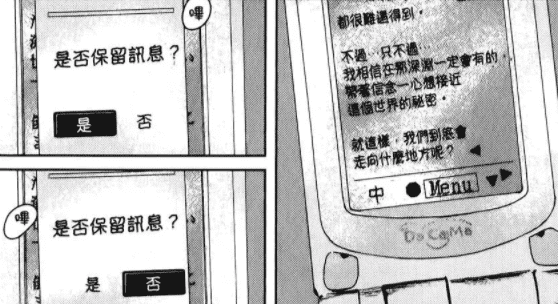 嗶
是否保留訊息？
是 否
嗶
是否保留訊息？
是 否
都很難遇得到。
不過…只不過…
我相信在那深淵一定會有的，
帶著信念一心想接近
這個世界的秘密。
就這樣，我們到底會
走向什麼地方呢？
中 Menu
DoCoMo